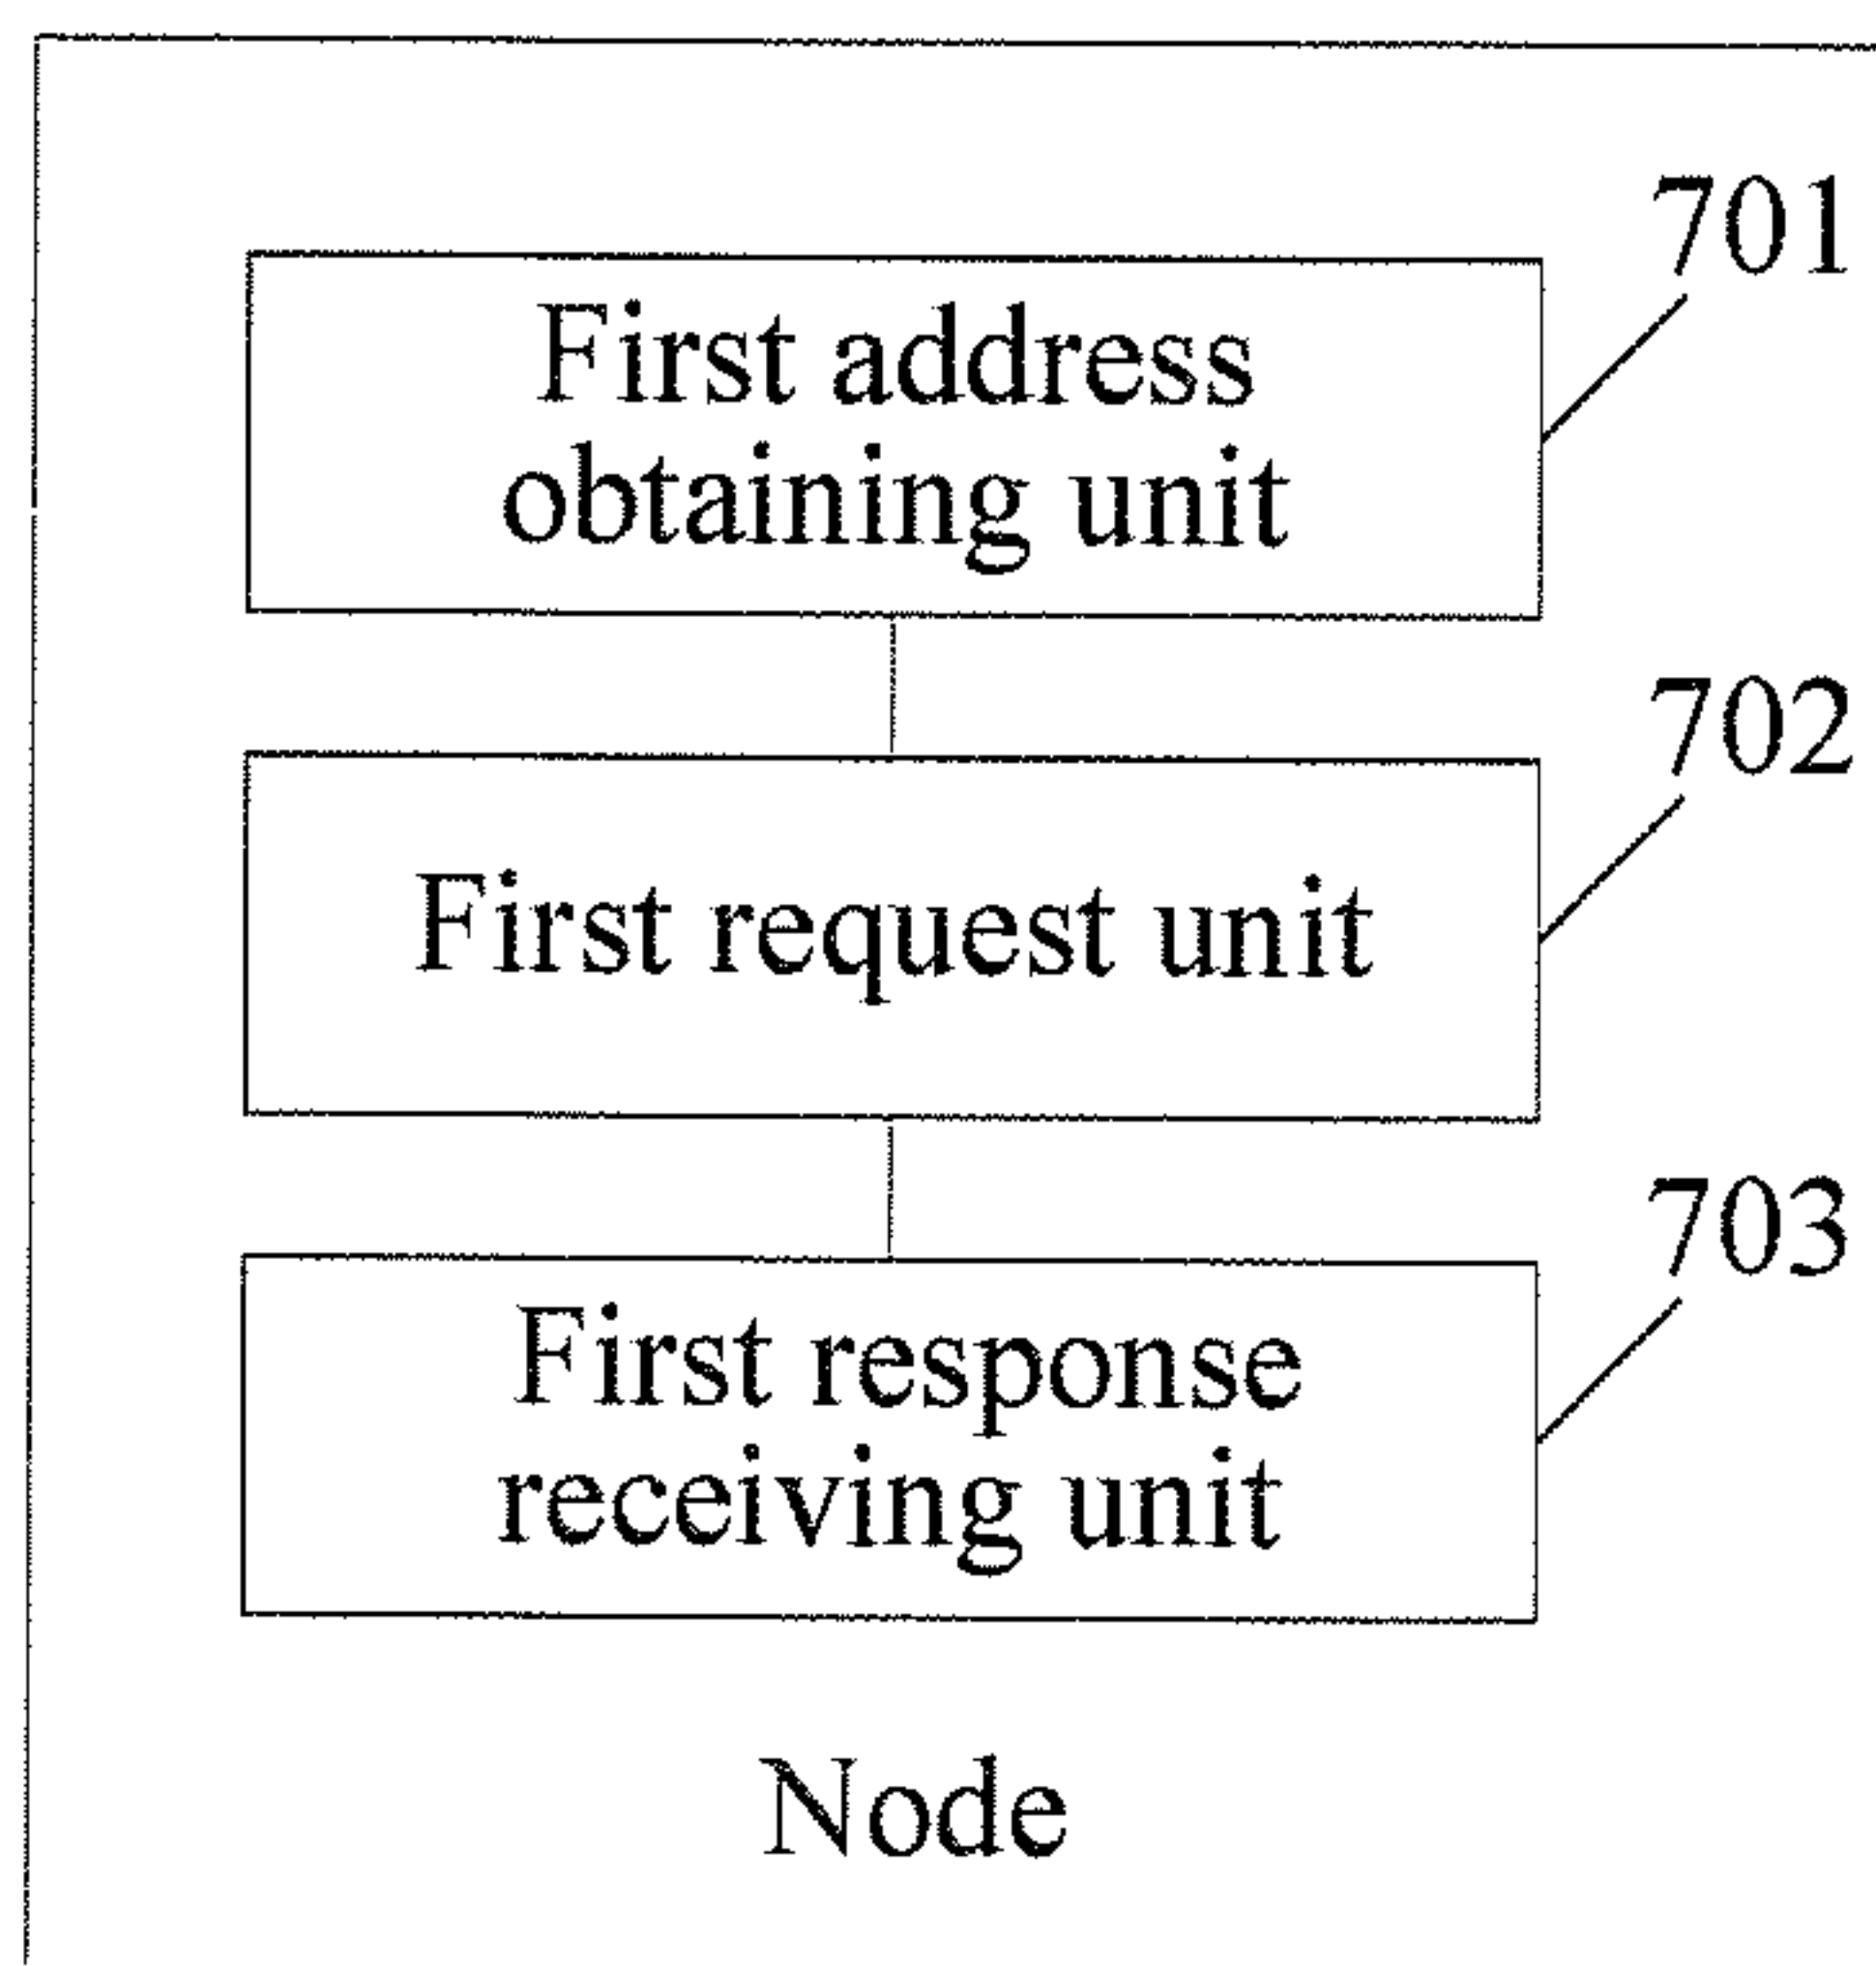 701
First address
obtaining unit
702
First request unit
703
First response
receiving unit
Node